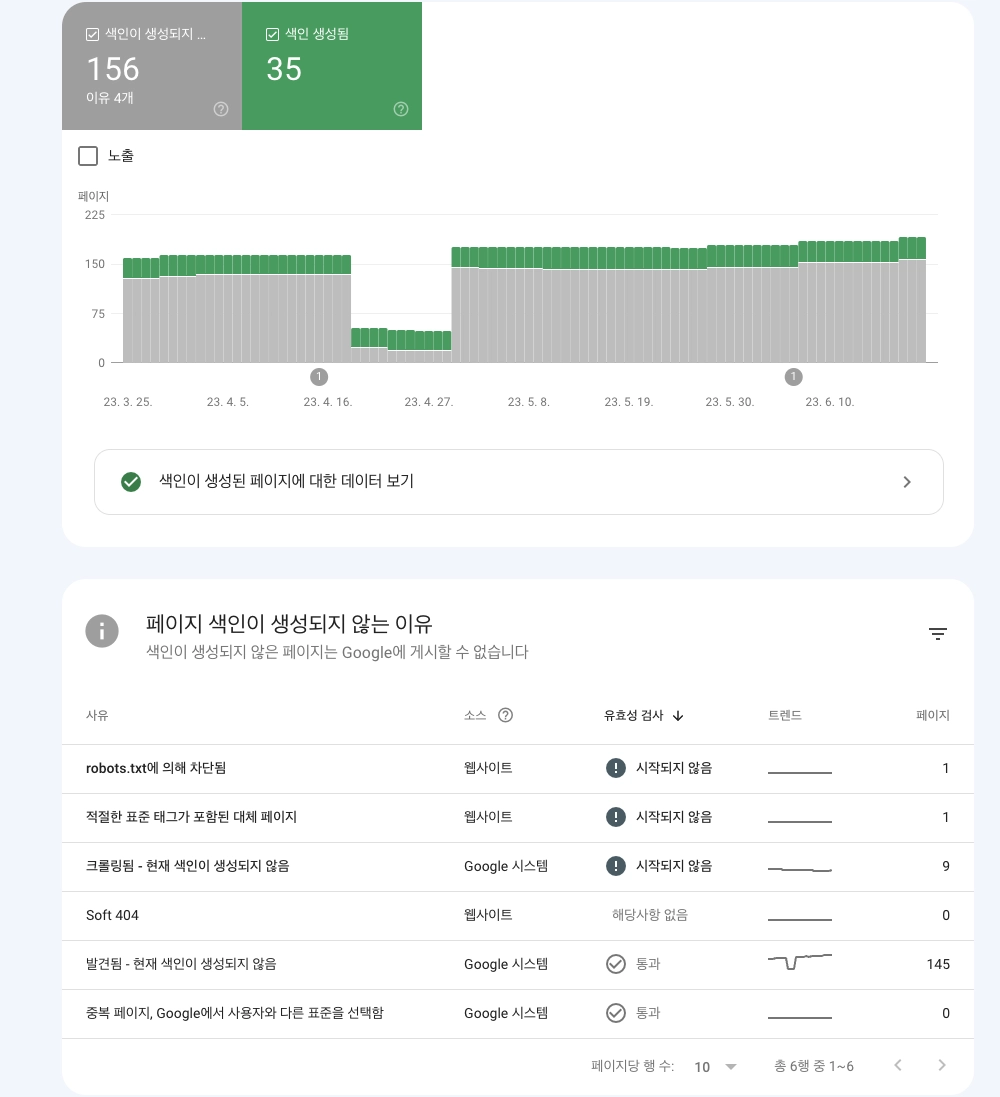 색인이 생성되지 ...
156
이유 4개
색인 생성됨
35
노출
페이지
225
150
75
0
1
1
23. 3. 25.
23. 4. 5.
23. 4. 16.
23. 4. 27.
23. 5. 8.
23. 5. 19.
23. 5. 30.
23. 6. 10.
색인이 생성된 페이지에 대한 데이터 보기
페이지 색인이 생성되지 않는 이유
색인이 생성되지 않은 페이지는 Google에 게시할 수 없습니다
사유 소스 유효성 검사 트렌드 페이지
robots.txt에 의해 차단됨 웹사이트 시작되지 않음 1
적절한 표준 태그가 포함된 대체 페이지 웹사이트 시작되지 않음 1
크롤링됨 - 현재 색인이 생성되지 않음 Google 시스템 시작되지 않음 9
Soft 404 웹사이트 해당사항 없음 0
발견됨 - 현재 색인이 생성되지 않음 Google 시스템 통과 145
중복 페이지, Google에서 사용자와 다른 표준을 선택함 Google 시스템 통과 0
페이지당 행 수: 10 총 6행 중 1~6